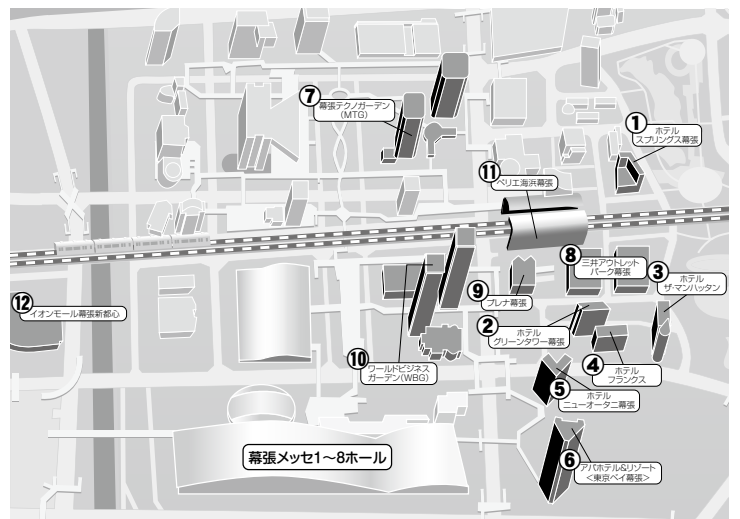 ⑦
幕張テクノガーデン
(MTG)
①
ホテル
スプリングス幕張
⑪
ペリエ海浜幕張
⑧
三井アウトレット
パーク幕張
③
ホテル
ザ・マンハッタン
⑨
プレナ幕張
⑫
イオンモール幕張新都心
②
ホテル
グリーンタワー幕張
⑩
ワールドビジネス
ガーデン(WBG)
④
ホテル
フランクス
⑤
ホテル
ニューオータニ幕張
⑥
アパホテル&リゾート
<東京ベイ幕張>
幕張メッセ1～8ホール